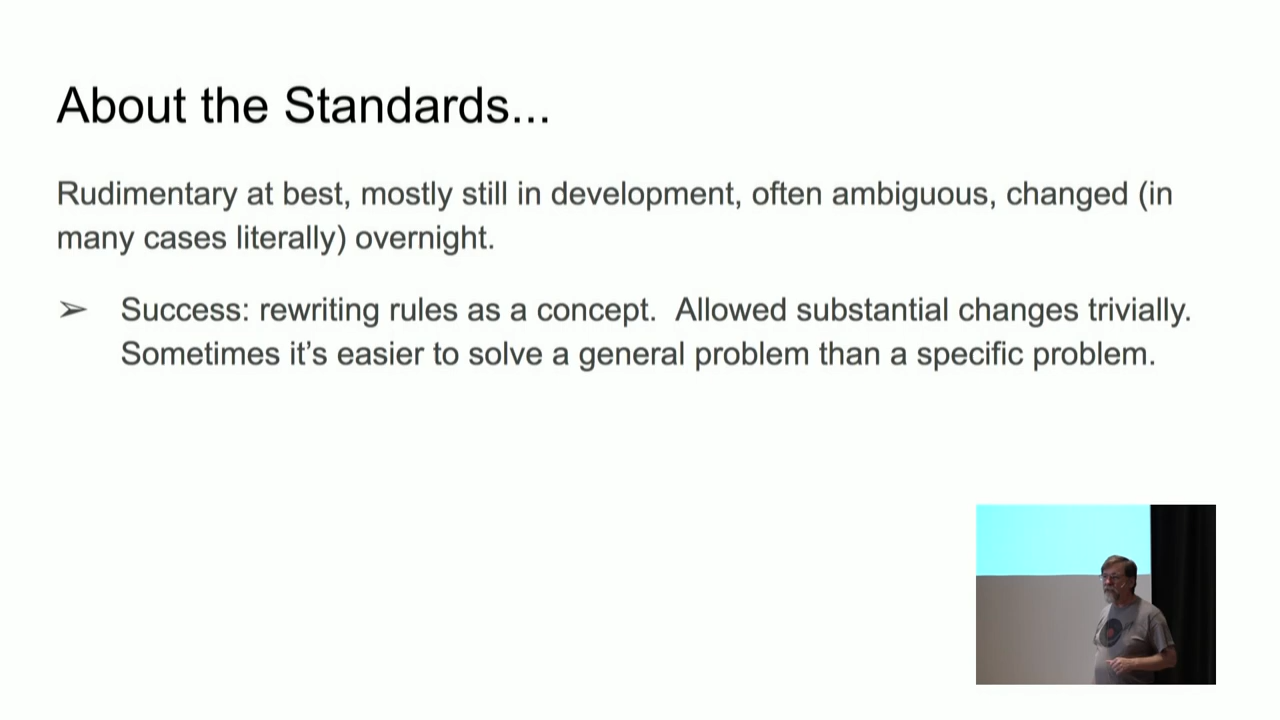 About the Standards...
Rudimentary at best, mostly still in development, often ambiguous, changed (in
many cases literally) overnight.
➢ Success: rewriting rules as a concept.  Allowed substantial changes trivially.
Sometimes it’s easier to solve a general problem than a specific problem.